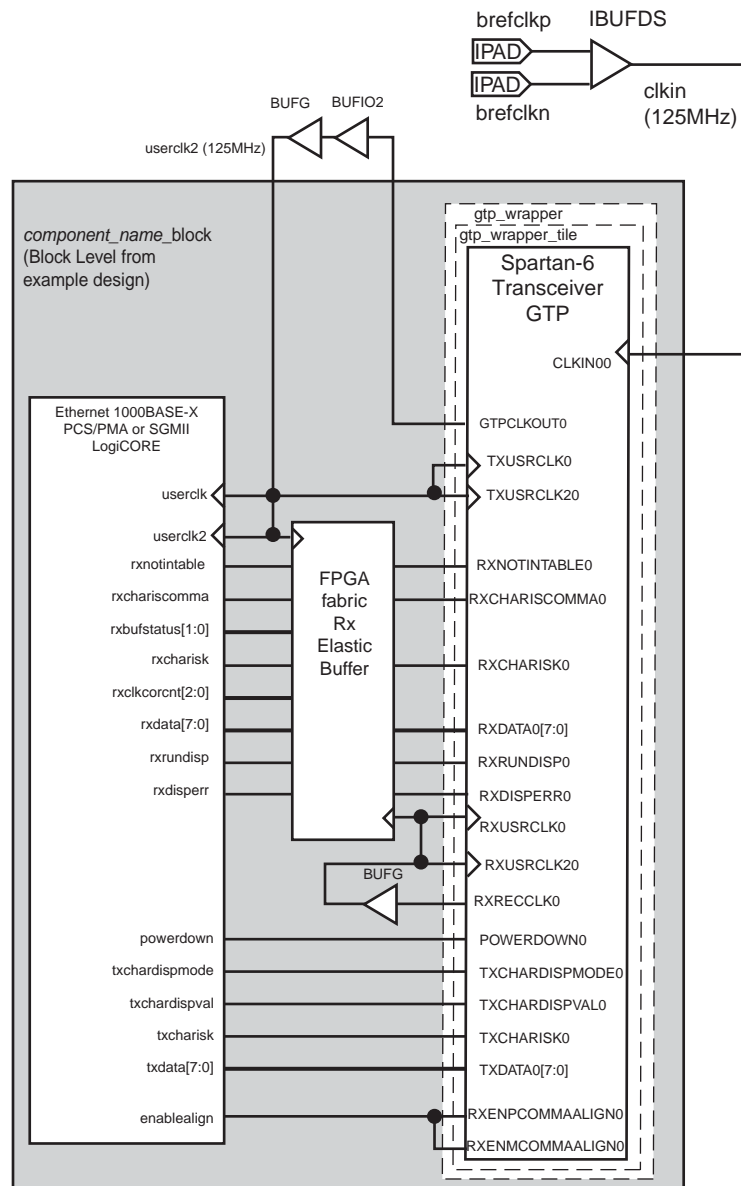 brefclkp
IBUFDS
IPAD
IPAD
brefclkn
clkin
(125MHz)
BUFG
BUFIO2
userclk2 (125MHz)
component_name_block
(Block Level from
example design)
gtp_wrapper
gtp_wrapper_tile
Spartan-6
Transceiver
GTP
CLKIN00
Ethernet 1000BASE-X
PCS/PMA or SGMII
LogiCORE
GTPCLKOUT0
TXUSRCLK0
userclk
TXUSRCLK20
userclk2
FPGA
fabric
Rx
Elastic
Buffer
rxnotintable
RXNOTINTABLE0
rxchariscomma
RXCHARISCOMMA0
rxbufstatus[1:0]
rxcharisk
RXCHARISK0
rxclkcorcnt[2:0]
rxdata[7:0]
RXDATA0[7:0]
rxrundisp
RXRUNDISP0
rxdisperr
RXDISPERR0
RXUSRCLK0
RXUSRCLK20
BUFG
RXRECCLK0
powerdown
POWERDOWN0
txchardispmode
TXCHARDISPMODE0
txchardispval
TXCHARDISPVAL0
txcharisk
TXCHARISK0
txdata[7:0]
TXDATA0[7:0]
enablealign
RXENPCOMMAALIGN0
RXENMCOMMAALIGN0